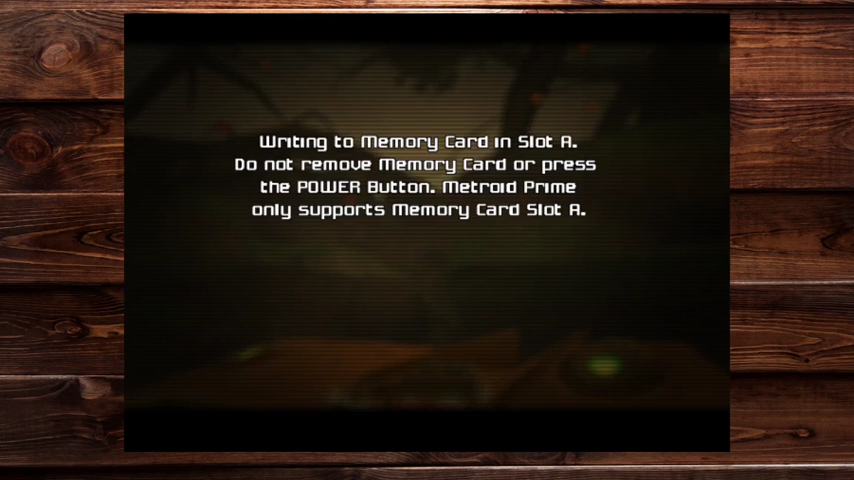 Writing to Memory Card in Slot A.
Do not remove Memory Card or press
the POWER Button. Metroid Prime
only supports Memory Card Slot A.